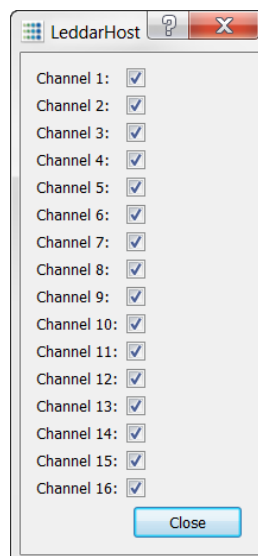 LeddarHost
Channel 1:
Channel 2:
Channel 3:
Channel 4:
Channel 5:
Channel 6:
Channel 7:
Channel 8:
Channel 9:
Channel 10:
Channel 11:
Channel 12:
Channel 13:
Channel 14:
Channel 15:
Channel 16:
Close